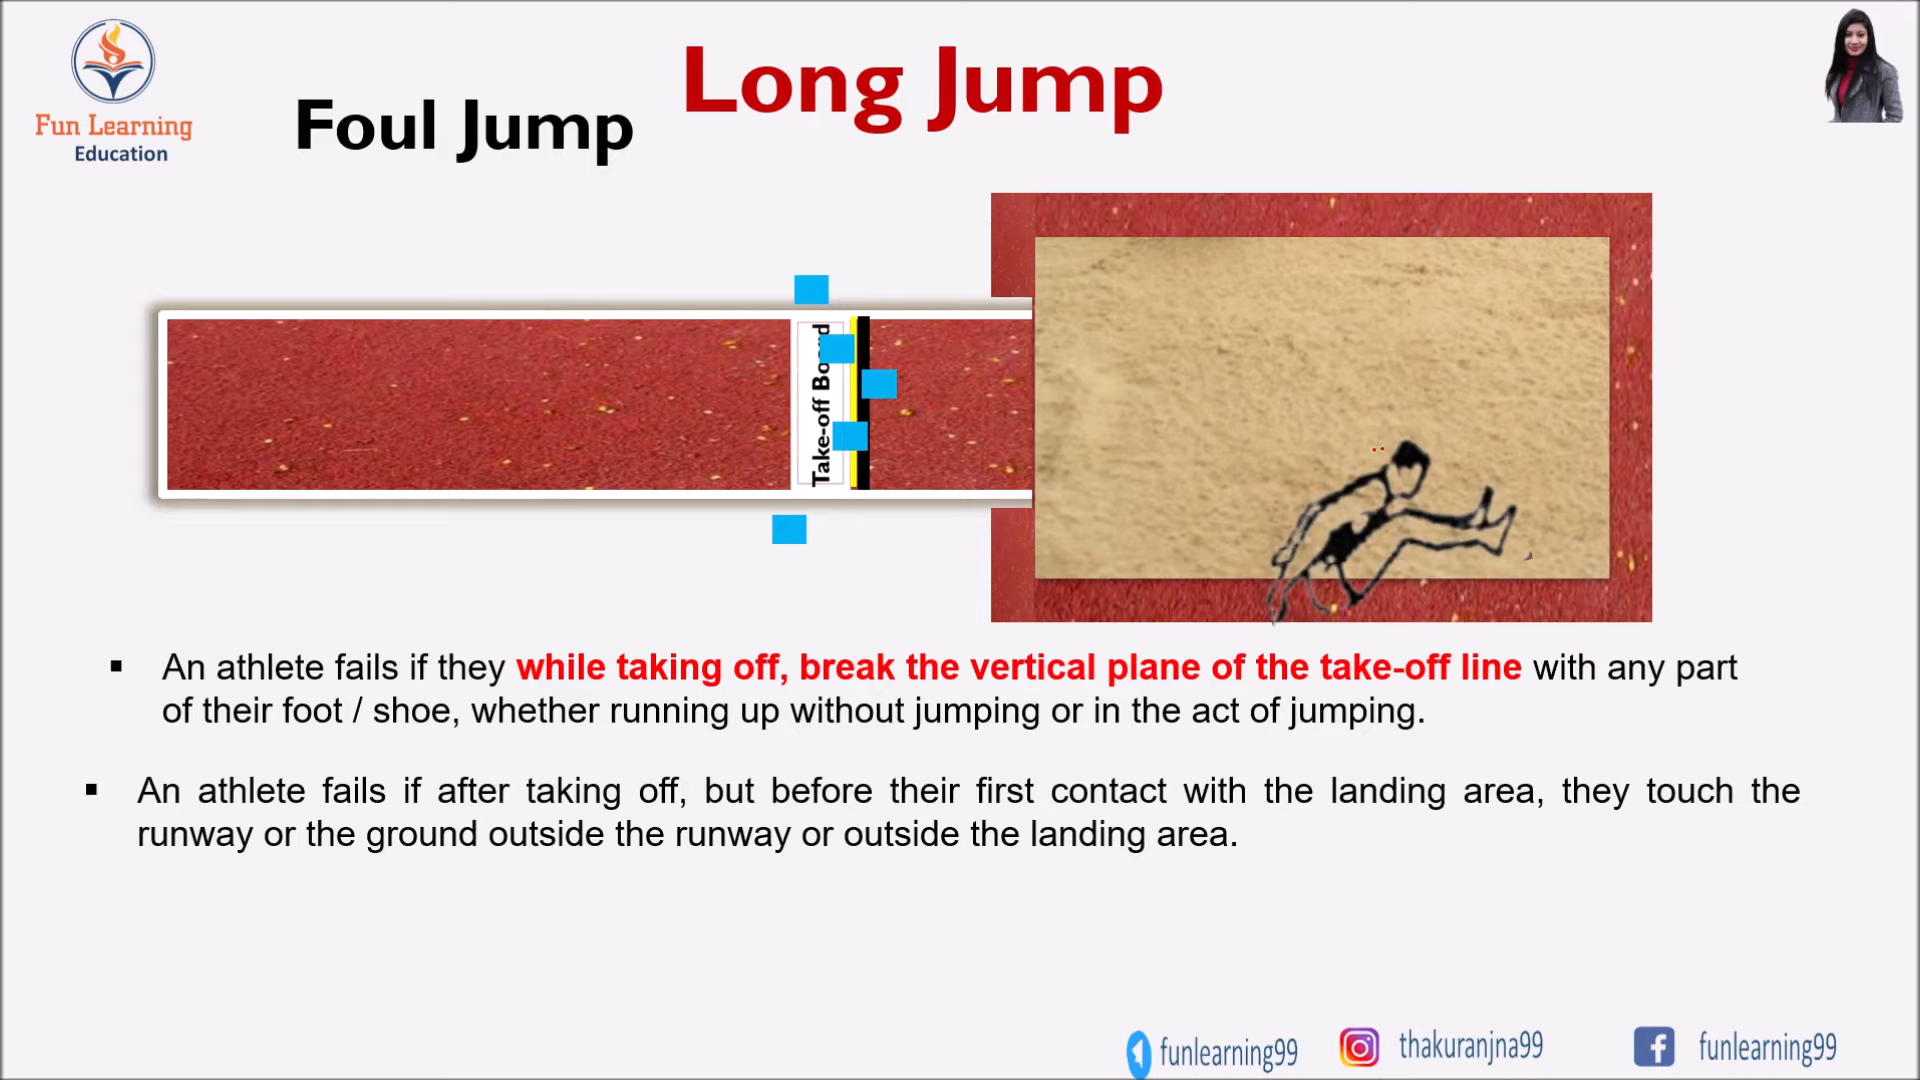 Fun Learning
Education
Foul Jump
Long Jump
Take-off Board
▪ An athlete fails if they while taking off, break the vertical plane of the take-off line with any part
of their foot / shoe, whether running up without jumping or in the act of jumping.
▪ An athlete fails if after taking off, but before their first contact with the landing area, they touch the
runway or the ground outside the runway or outside the landing area.
funlearning99
thakuranjna99
funlearning99